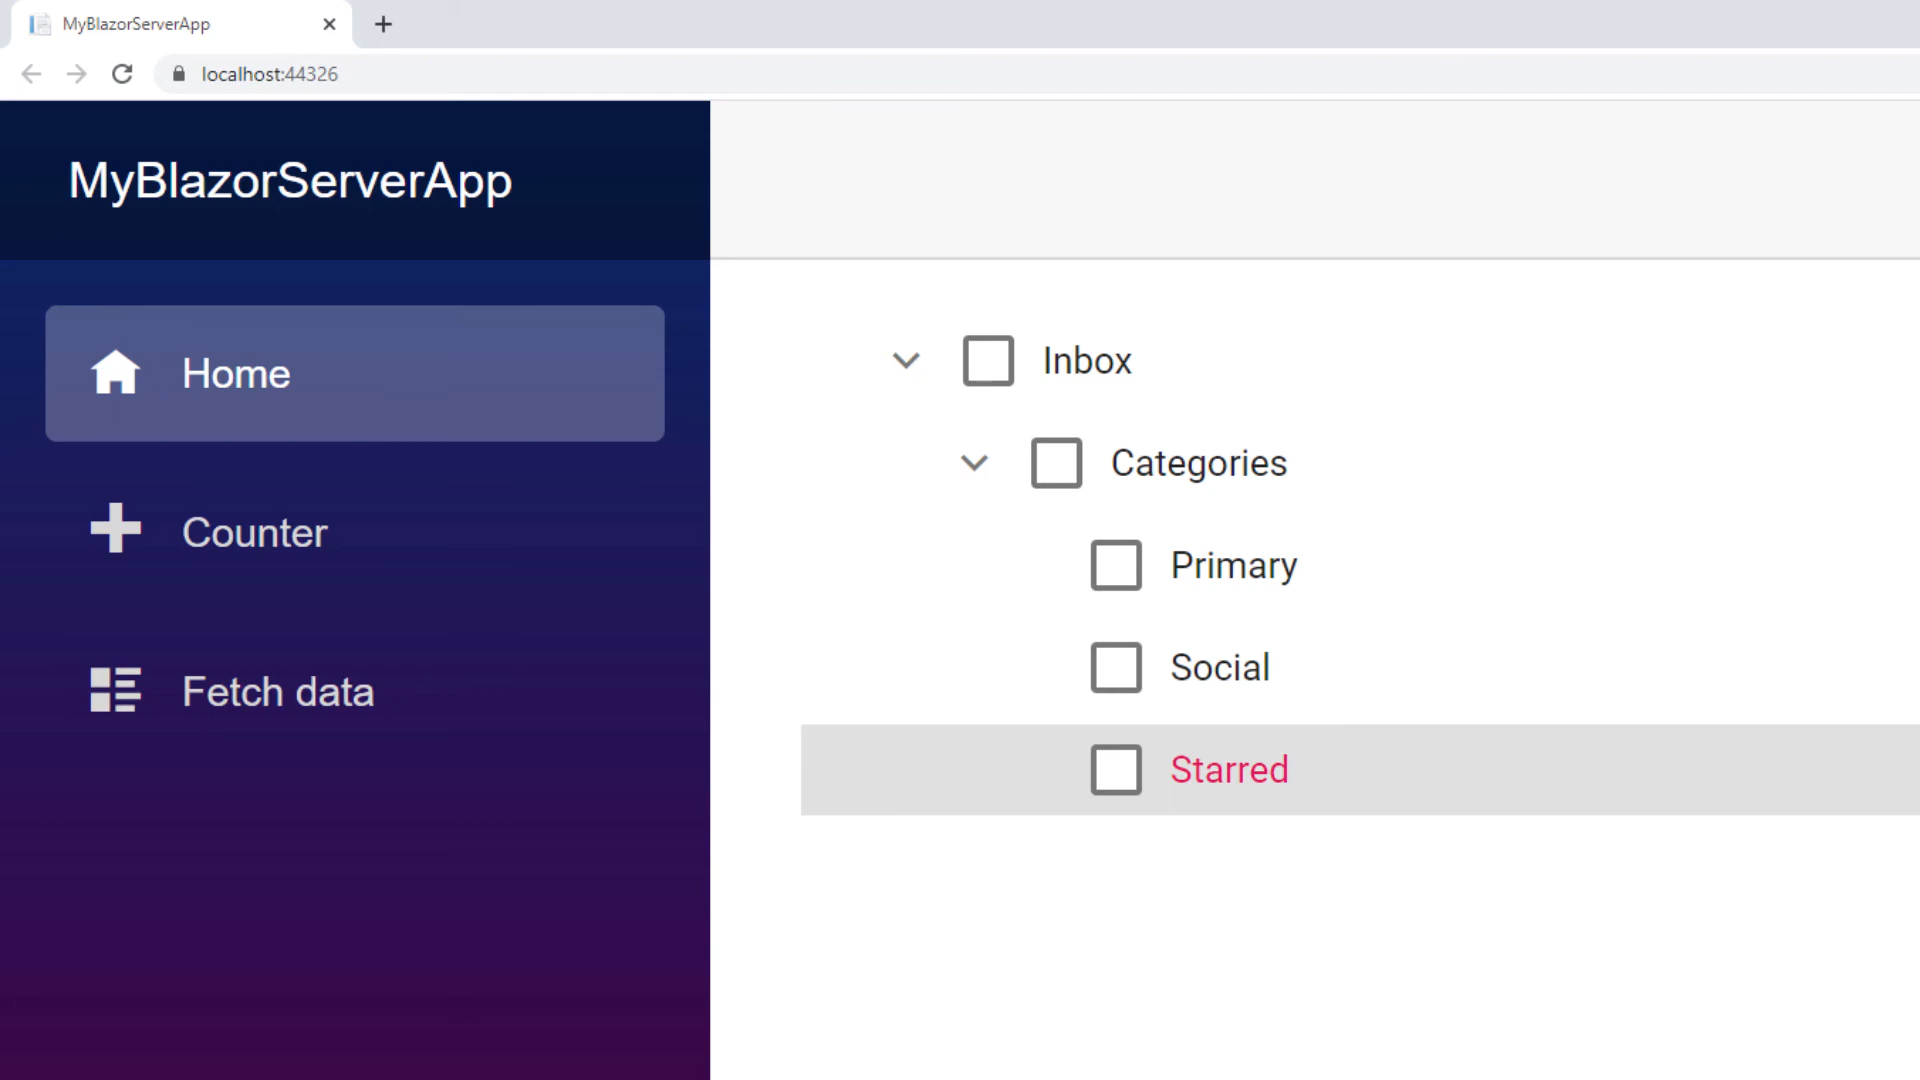 MyBlazorServerApp
localhost:44326
MyBlazorServerApp
Home
Counter
Fetch data
Inbox
Categories
Primary
Social
Starred